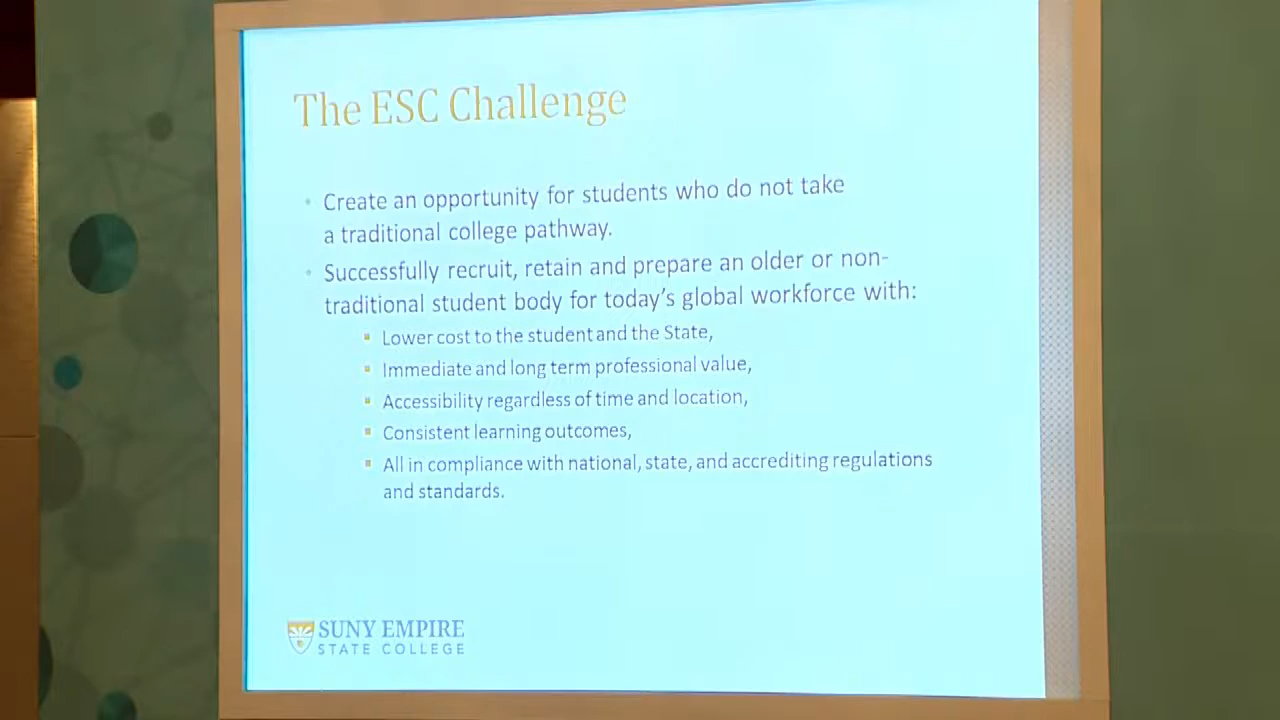 The ESC Challenge
• Create an opportunity for students who do not take
a traditional college pathway.
• Successfully recruit, retain and prepare an older or non-
traditional student body for today's global workforce with:
▪ Lower cost to the student and the State,
▪ Immediate and long term professional value,
▪ Accessibility regardless of time and location,
▪ Consistent learning outcomes,
▪ All in compliance with national, state, and accrediting regulations
and standards.
SUNY EMPIRE
STATE COLLEGE